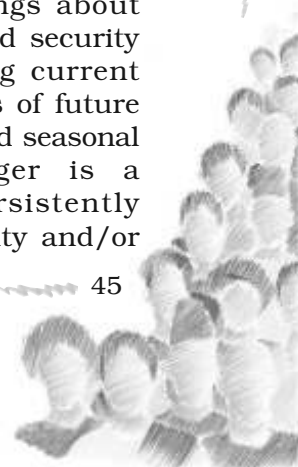 ngs about
d security
g current
s of future
d seasonal
ger is a
rsistently
ty and/or
45